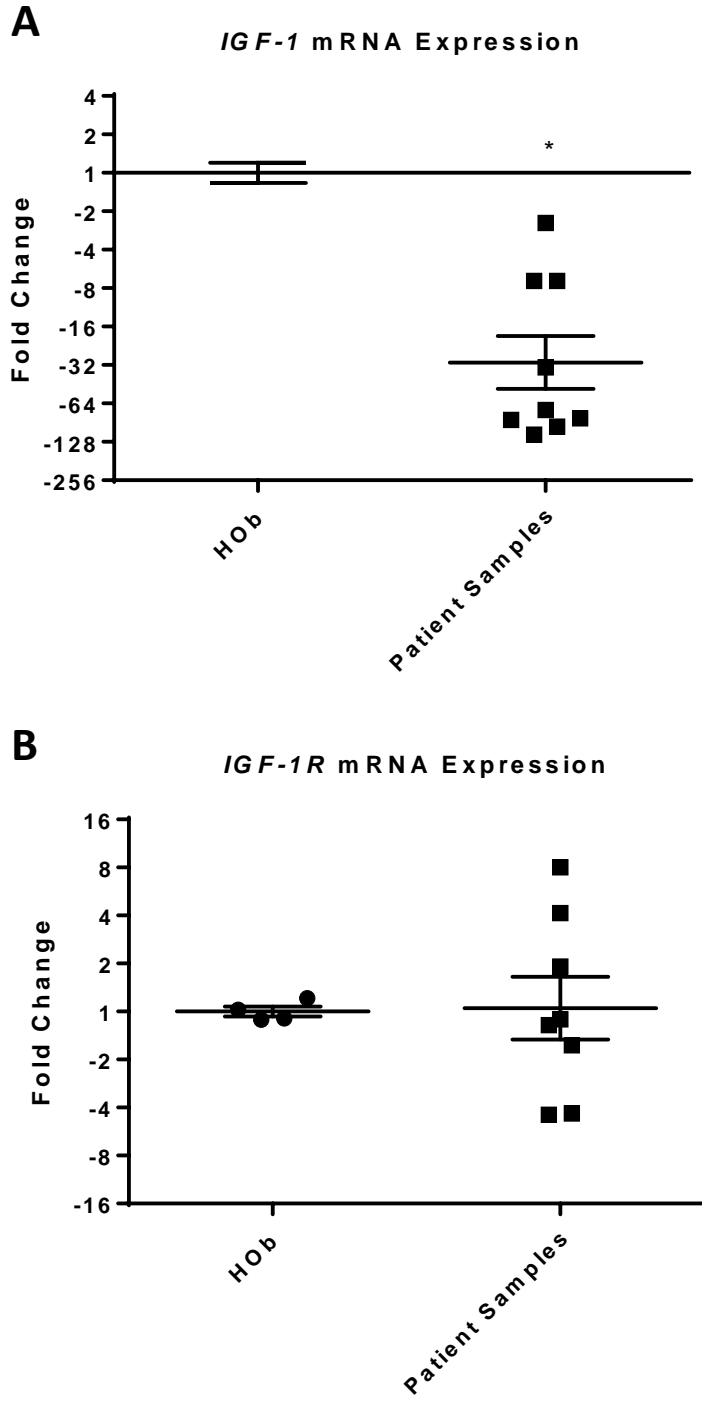 A
IGF-1 mRNA Expression
4
2
1
-2
-4
-8
-16
-32
-64
-128
-256
Fold Change
*
HOb
Patient Samples
B
IGF-1R mRNA Expression
16
8
4
2
1
-2
-4
-8
-16
Fold Change
HOb
Patient Samples